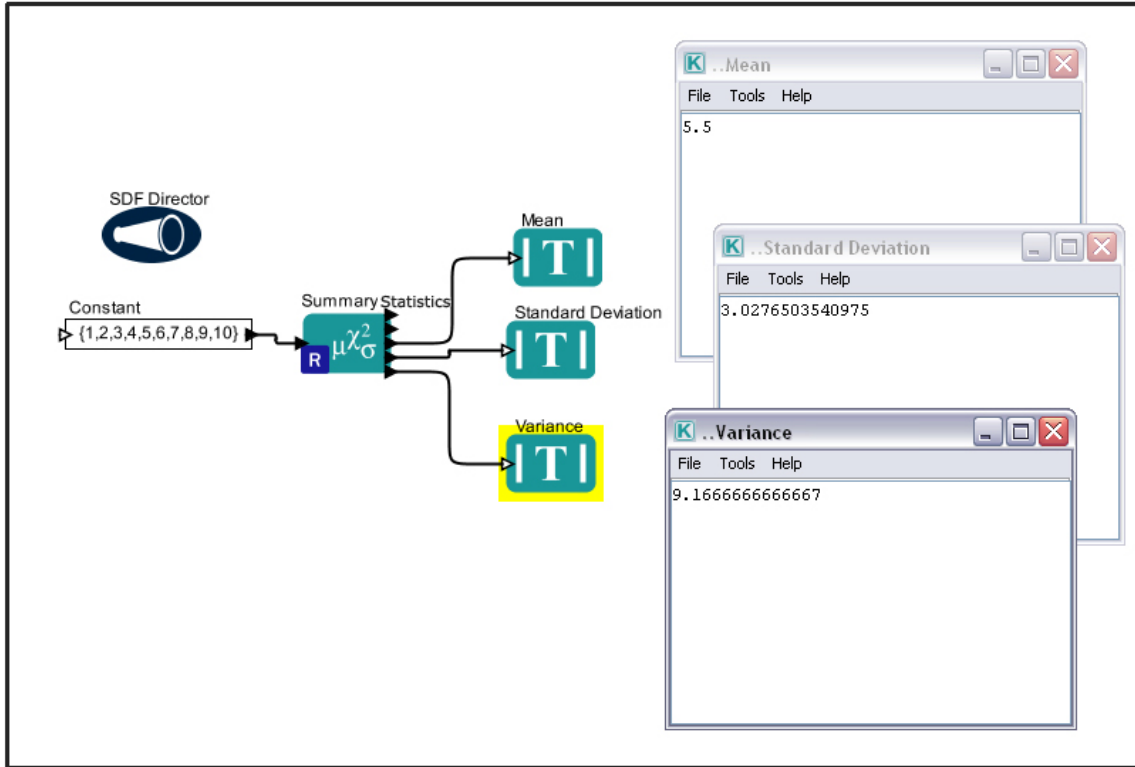 SDF Director
Constant
{1,2,3,4,5,6,7,8,9,10}
Summary Statistics
μχ²σ
R
Mean
T
Standard Deviation
T
Variance
T
K ..Mean
File Tools Help
5.5
K ..Standard Deviation
File Tools Help
3.0276503540975
K ..Variance
File Tools Help
9.1666666666667